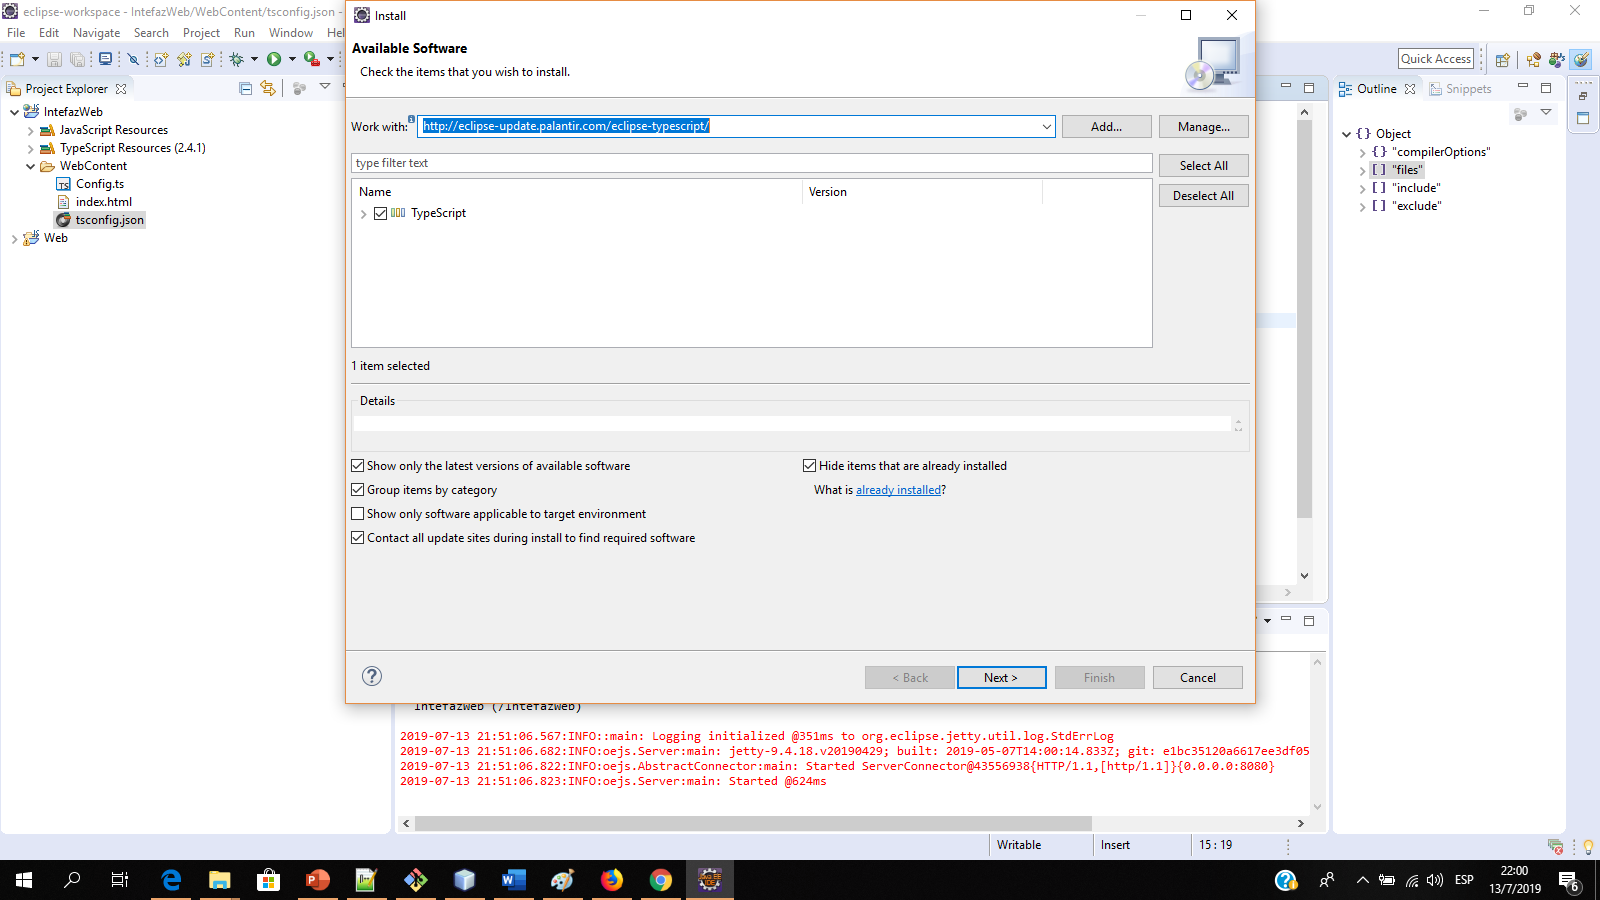 eclipse-workspace - IntefazWeb/WebContent/tsconfig.json -
File Edit Navigate Search Project Run Window Hel
Quick Access
Project Explorer
IntefazWeb
JavaScript Resources
TypeScript Resources (2.4.1)
WebContent
Config.ts
index.html
tsconfig.json
Web
Install
Available Software
Check the items that you wish to install.
Work with: http://eclipse-update.palantir.com/eclipse-typescript/
Add...
Manage...
type filter text
Select All
Deselect All
Name Version
TypeScript
1 item selected
Details
Show only the latest versions of available software
Hide items that are already installed
Group items by category
What is already installed?
Show only software applicable to target environment
Contact all update sites during install to find required software
< Back
Next >
Finish
Cancel
Outline
Snippets
{} Object
{} "compilerOptions"
[] "files"
[] "include"
[] "exclude"
IntefazWeb (/IntefazWeb)
2019-07-13 21:51:06.567:INFO::main: Logging initialized @351ms to org.eclipse.jetty.util.log.StdErrLog
2019-07-13 21:51:06.682:INFO:oejs.Server:main: jetty-9.4.18.v20190429; built: 2019-05-07T14:00:14.833Z; git: e1bc35120a6617ee3df05
2019-07-13 21:51:06.822:INFO:oejs.AbstractConnector:main: Started ServerConnector@43556938{HTTP/1.1,[http/1.1]}{0.0.0.0:8080}
2019-07-13 21:51:06.823:INFO:oejs.Server:main: Started @624ms
Writable
Insert
15 : 19
ESP
22:00
13/7/2019
6